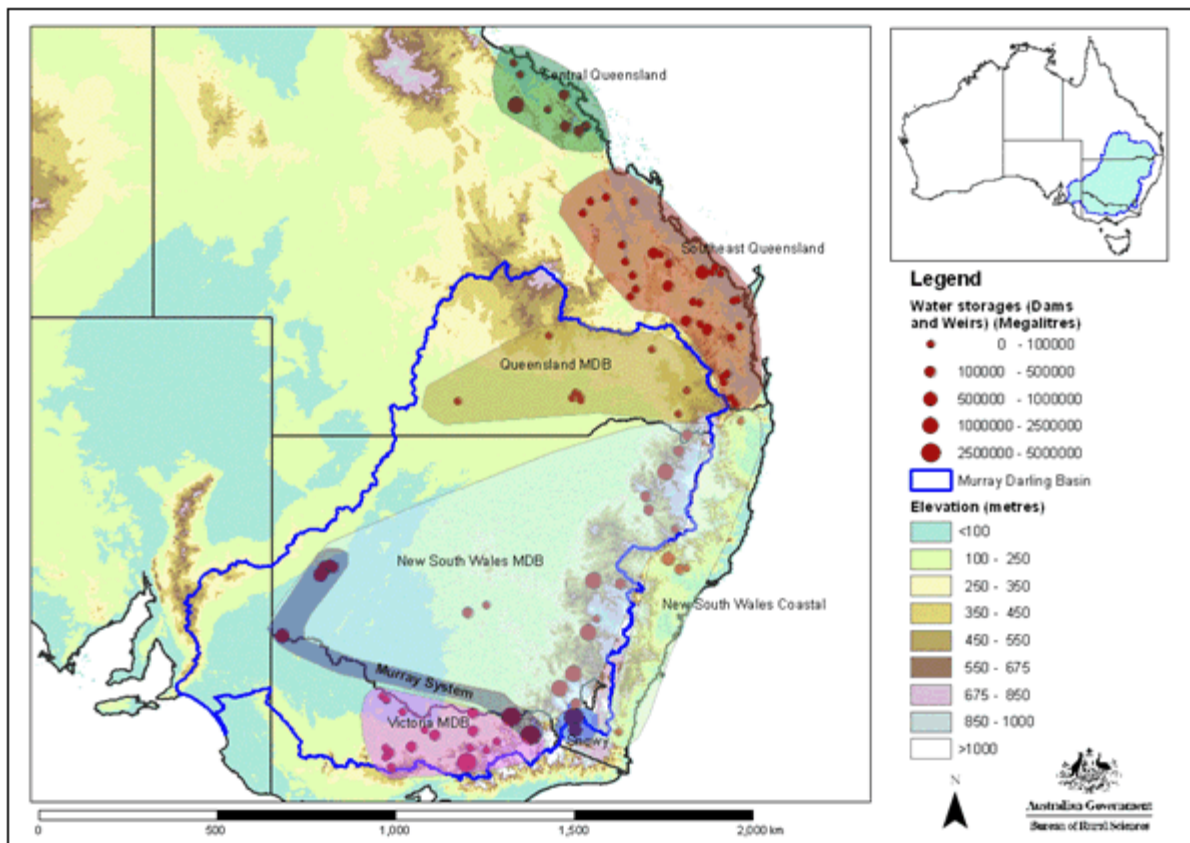 Central Queensland
Southeast Queensland
Queensland MDB
New South Wales MDB
New South Wales Coastal
Murray System
Victoria MDB
Snowy
0 500 1,000 1,500 2,000 km
Legend
Water storages (Dams
and Weirs) (Megalitres)
0 - 100000
100000 - 500000
500000 - 1000000
1000000 - 2500000
2500000 - 5000000
Murray Darling Basin
Elevation (metres)
<100
100 - 250
250 - 350
350 - 450
450 - 550
550 - 675
675 - 850
850 - 1000
>1000
N
Australian Government
Bureau of Rural Sciences